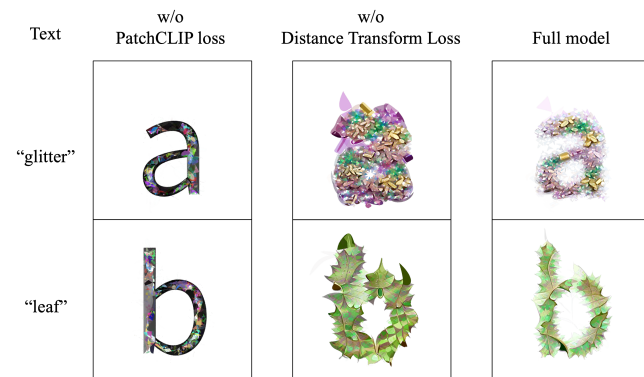 Text
w/o
PatchCLIP loss
w/o
Distance Transform Loss
Full model
“glitter”
a
a
a
“leaf”
b
b
b